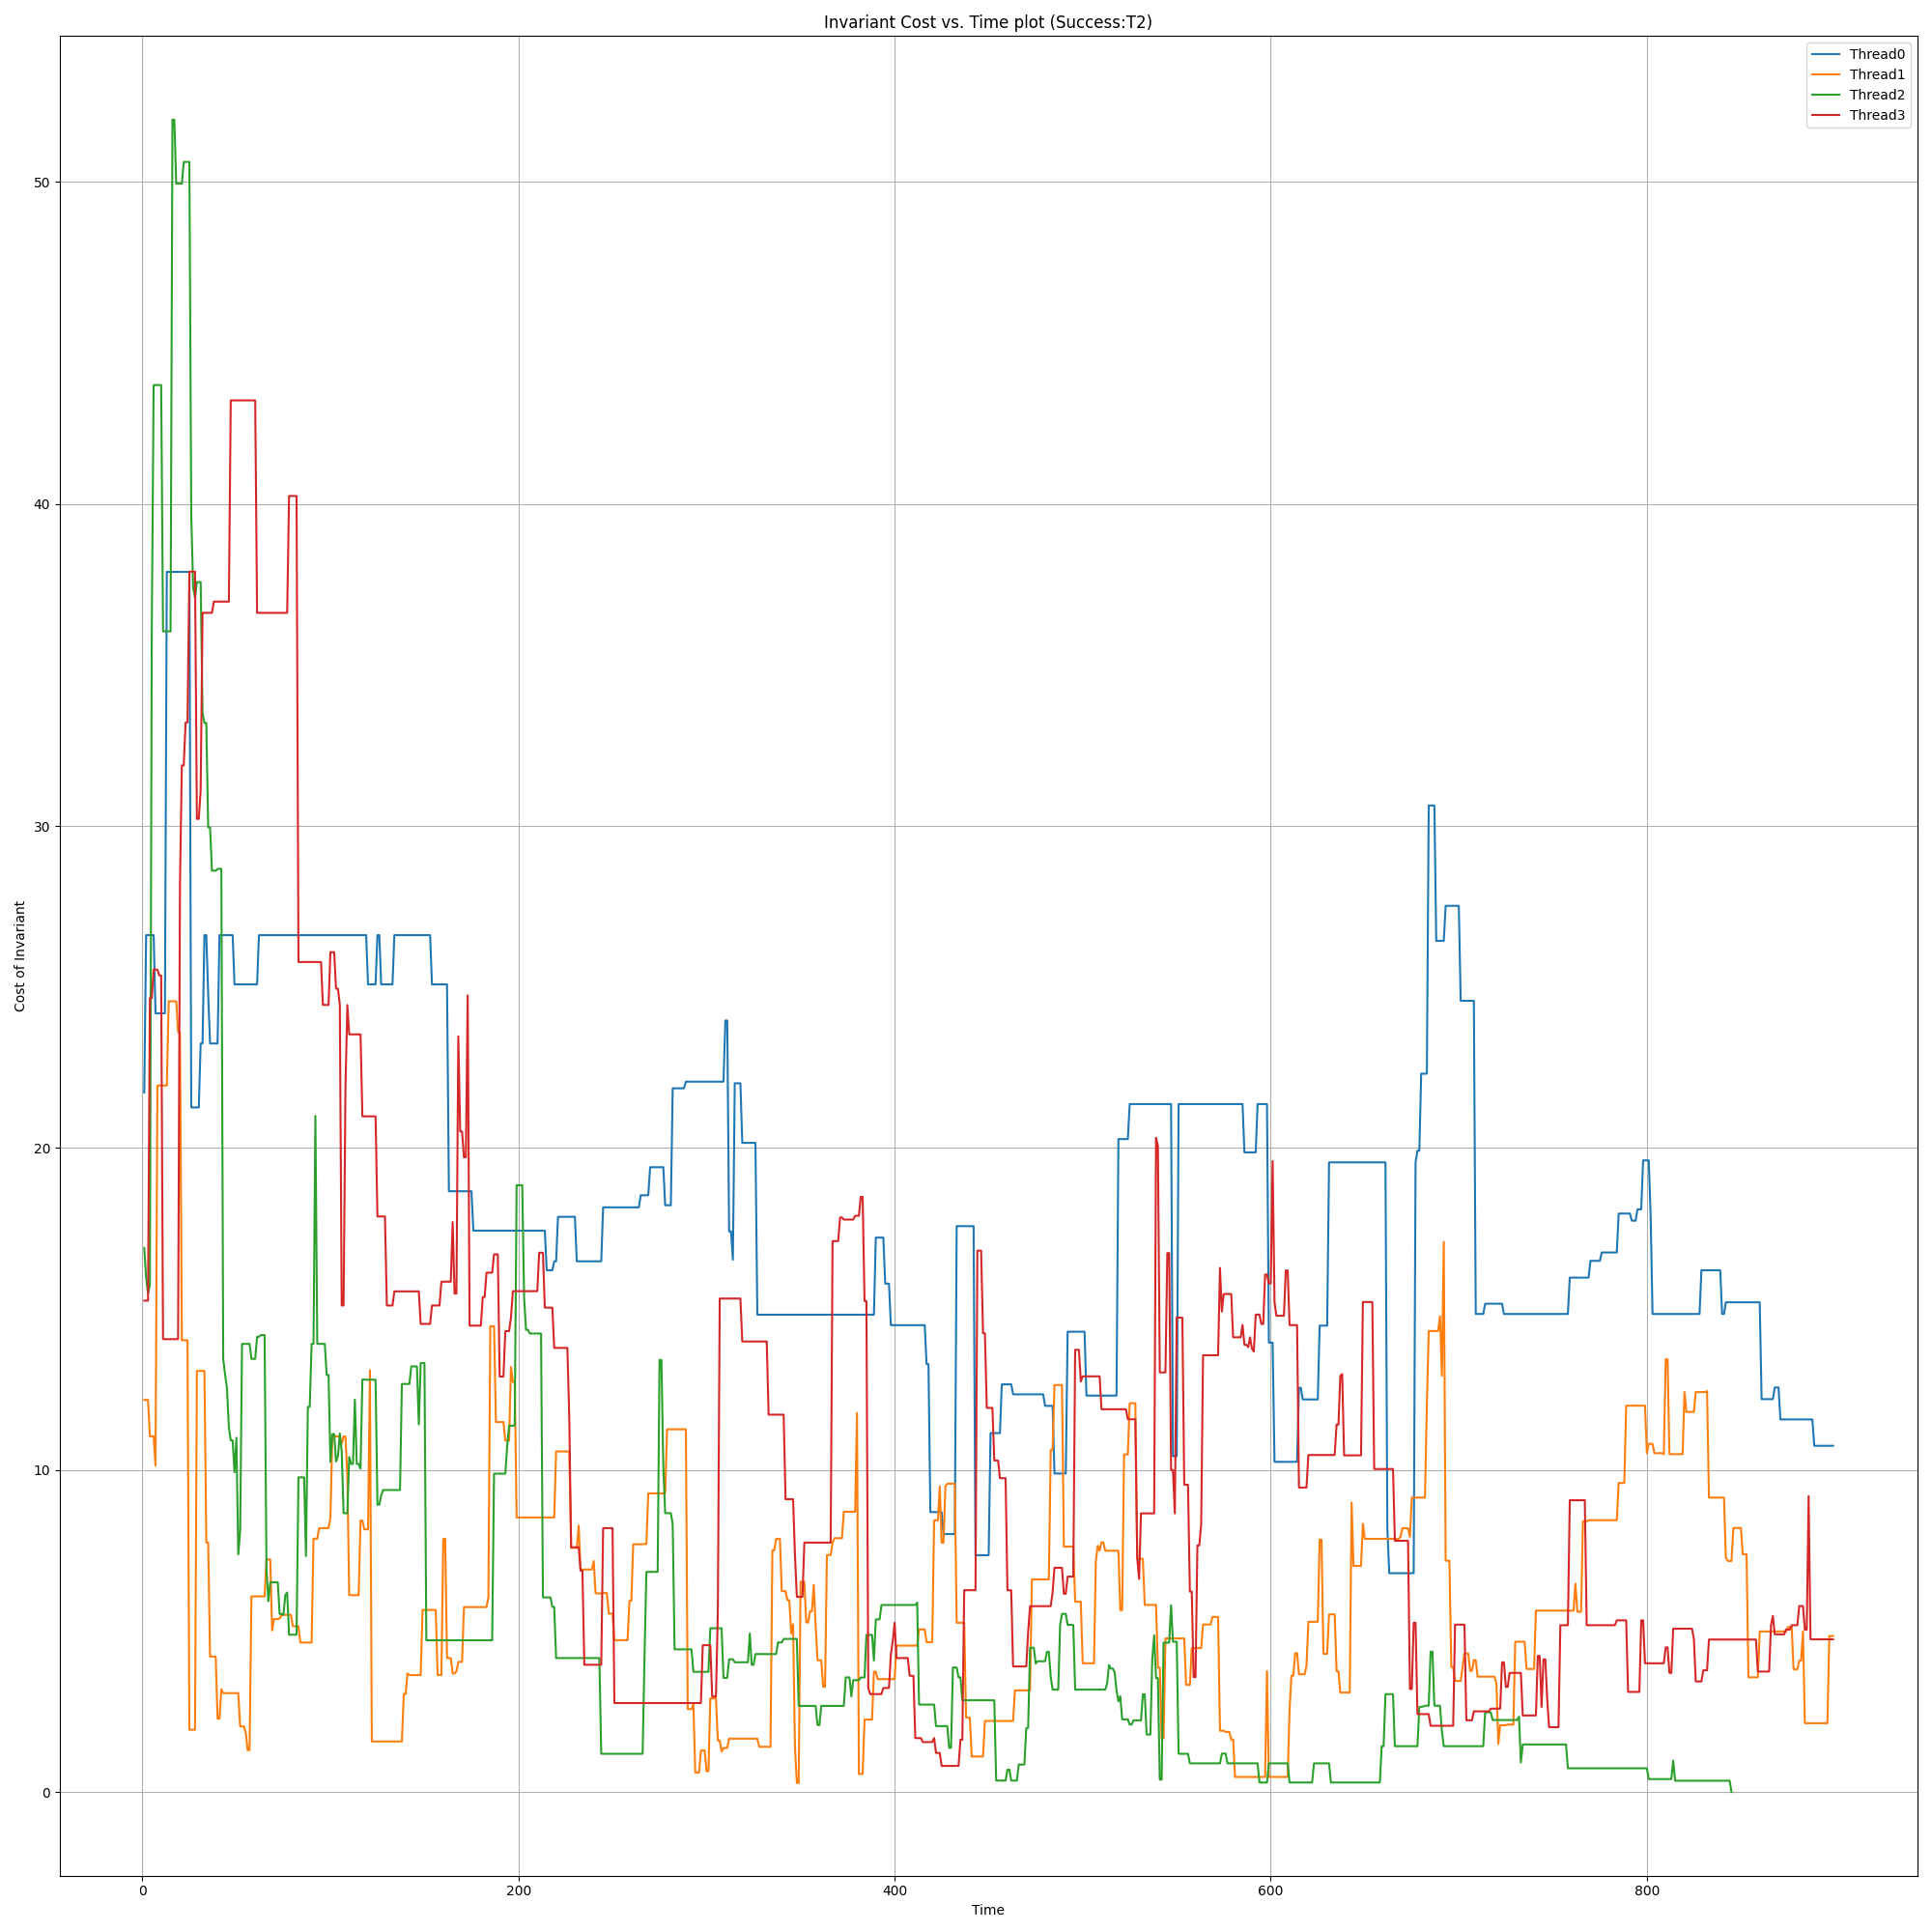 Invariant Cost vs. Time plot (Success:T2)
Thread0
Thread1
Thread2
Thread3
50
40
30
20
10
0
Cost of Invariant
0 200 400 600 800
Time